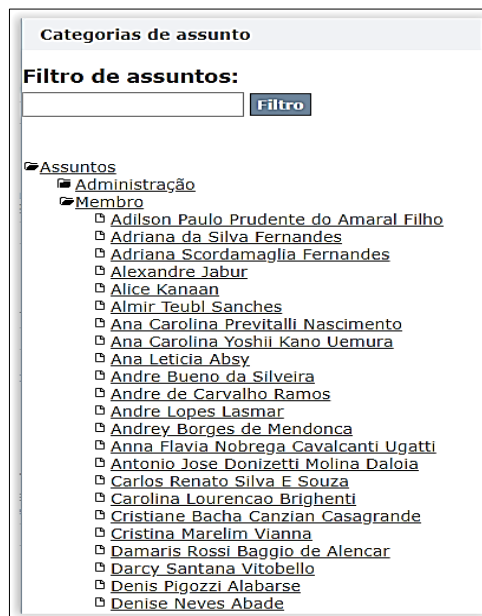 Categorias de assunto
Filtro de assuntos:
Filtro
Assuntos
Administração
Membro
Adilson Paulo Prudente do Amaral Filho
Adriana da Silva Fernandes
Adriana Scordamaglia Fernandes
Alexandre Jabur
Alice Kanaan
Almir Teubl Sanches
Ana Carolina Previtalli Nascimento
Ana Carolina Yoshii Kano Uemura
Ana Leticia Absy
Andre Bueno da Silveira
Andre de Carvalho Ramos
Andre Lopes Lasmar
Andrey Borges de Mendonca
Anna Flavia Nobrega Cavalcanti Ugatti
Antonio Jose Donizetti Molina Daloia
Carlos Renato Silva E Souza
Carolina Lourencao Brighenti
Cristiane Bacha Canzian Casagrande
Cristina Marelim Vianna
Damaris Rossi Baggio de Alencar
Darcy Santana Vitobello
Denis Pigozzi Alabarse
Denise Neves Abade